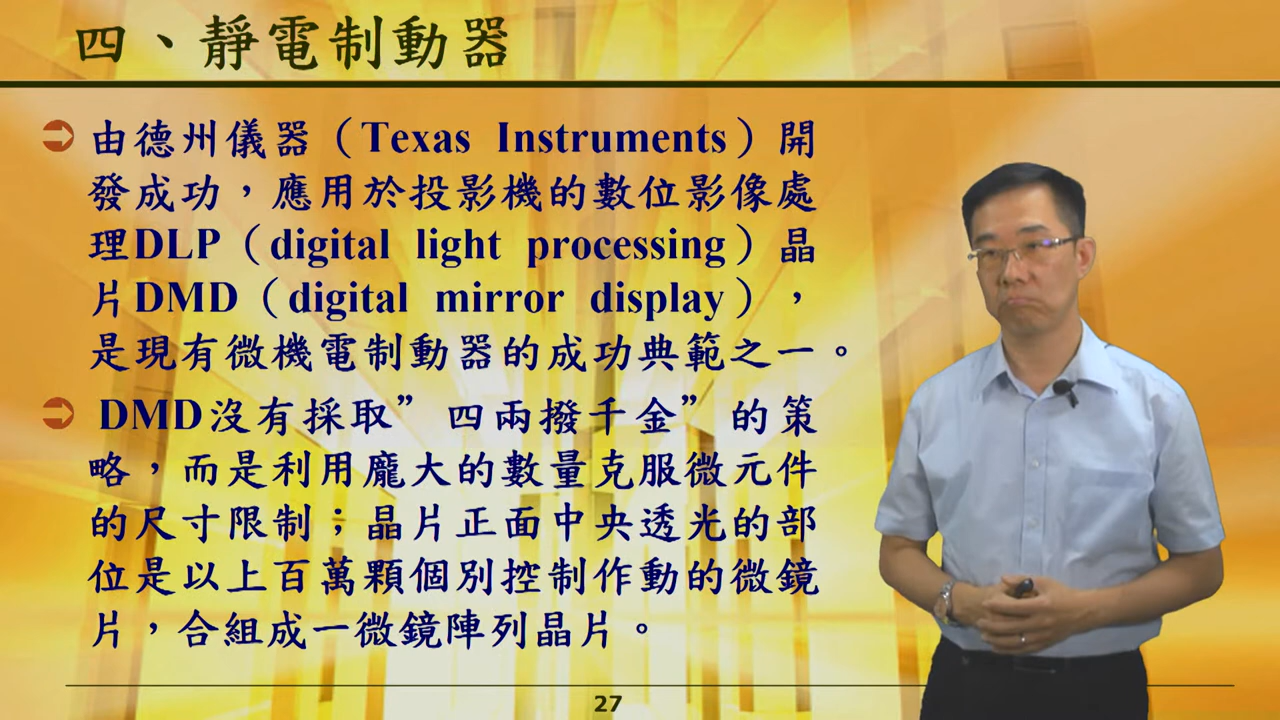 四、靜電制動器
由德州儀器（Texas Instruments）開
發成功，應用於投影機的數位影像處
理DLP（digital light processing）晶
片DMD（digital mirror display），
是現有微機電制動器的成功典範之一。
DMD沒有採取”四兩撥千金”的策
略，而是利用龐大的數量克服微元件
的尺寸限制；晶片正面中央透光的部
位是以上百萬顆個別控制作動的微鏡
片，合組成一微鏡陣列晶片。
27